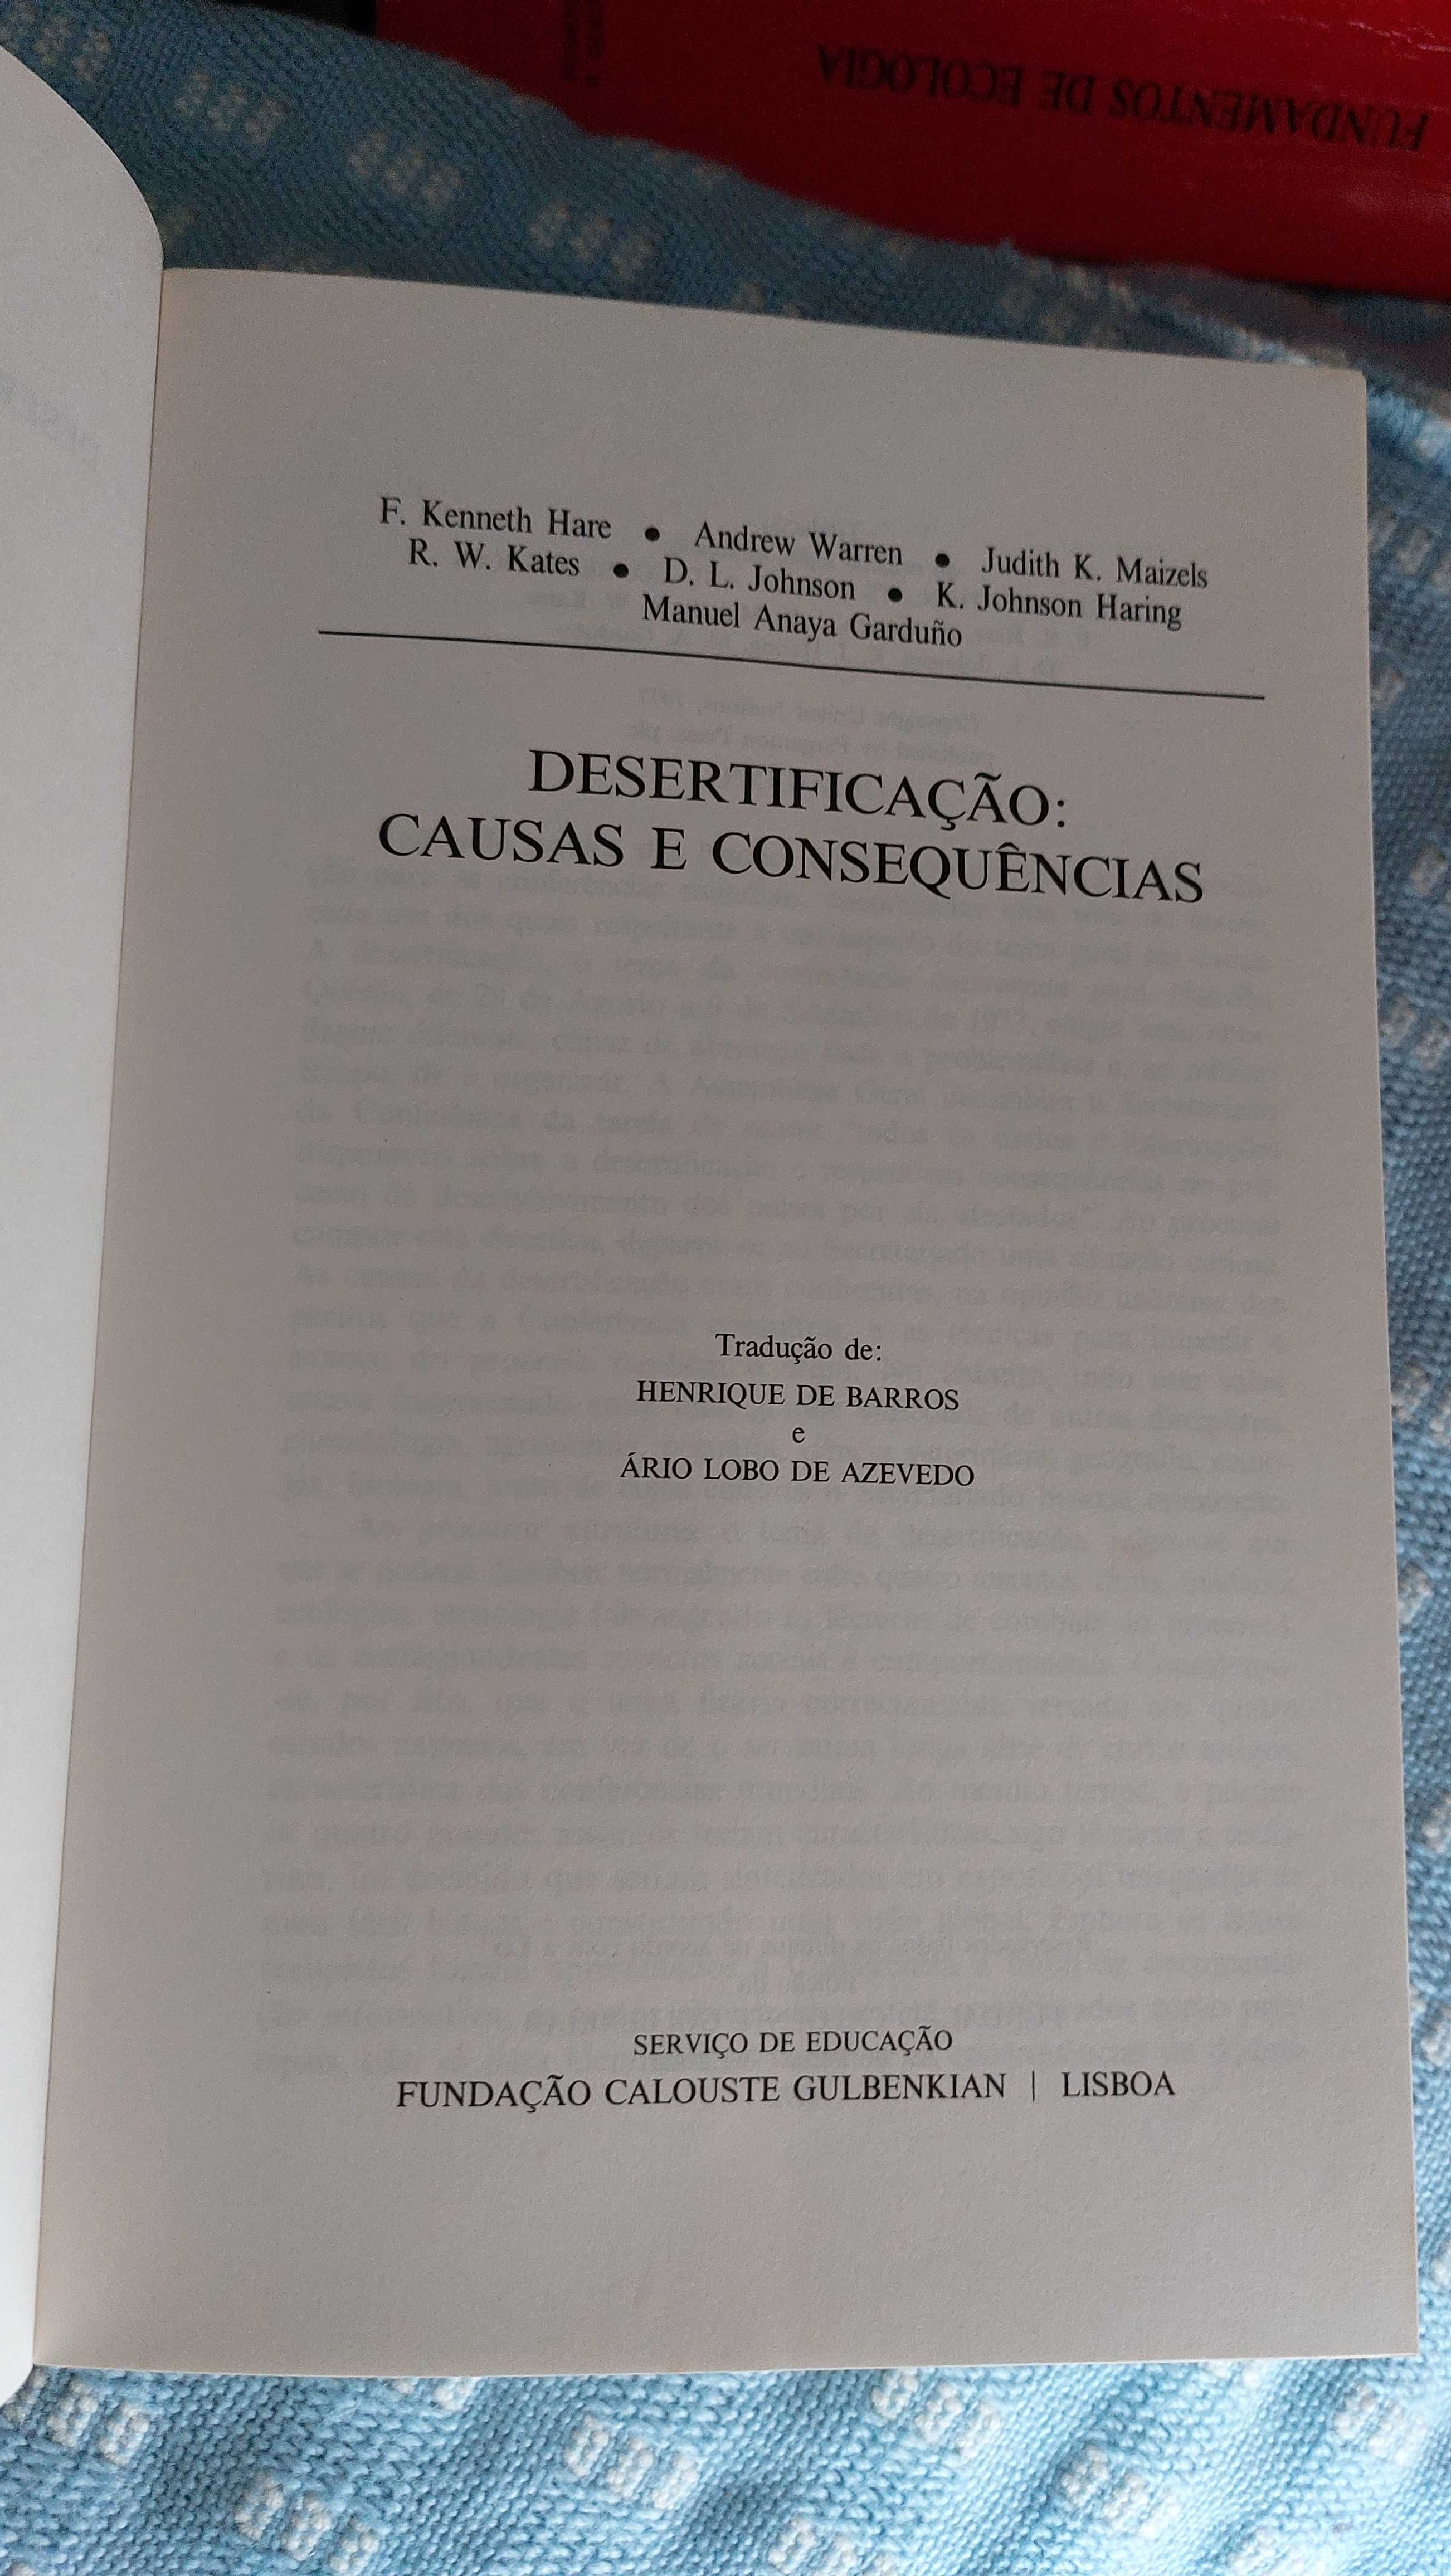 FUNDAMENTOS DE ECOLOGIA
F. Kenneth Hare • Andrew Warren • Judith K. Maizels
R. W. Kates • D. L. Johnson • K. Johnson Haring
Manuel Anaya Garduño
DESERTIFICAÇÃO:
CAUSAS E CONSEQUÊNCIAS
Tradução de:
HENRIQUE DE BARROS
e
ÁRIO LOBO DE AZEVEDO
SERVIÇO DE EDUCAÇÃO
FUNDAÇÃO CALOUSTE GULBENKIAN | LISBOA